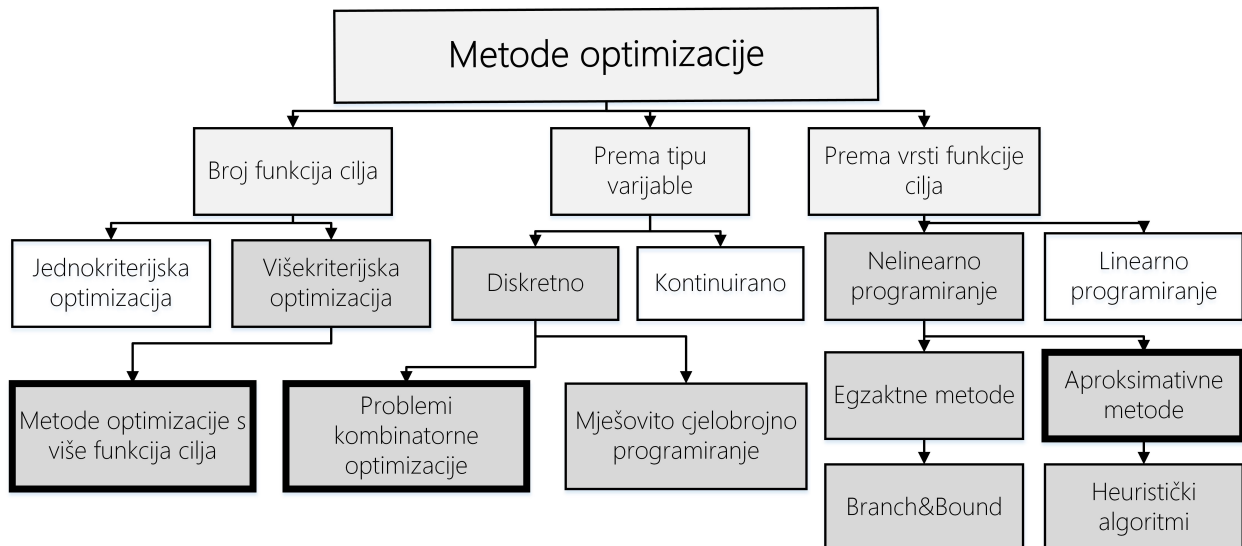 Metode optimizacije
Broj funkcija cilja
Prema tipu
varijable
Prema vrsti funkcije
cilja
Jednokriterijska
optimizacija
Višekriterijska
optimizacija
Diskretno
Kontinuirano
Nelinearno
programiranje
Linearno
programiranje
Metode optimizacije s
više funkcija cilja
Problemi
kombinatorne
optimizacije
Mješovito cjelobrojno
programiranje
Egzaktne metode
Aproksimativne
metode
Branch&Bound
Heuristički
algoritmi